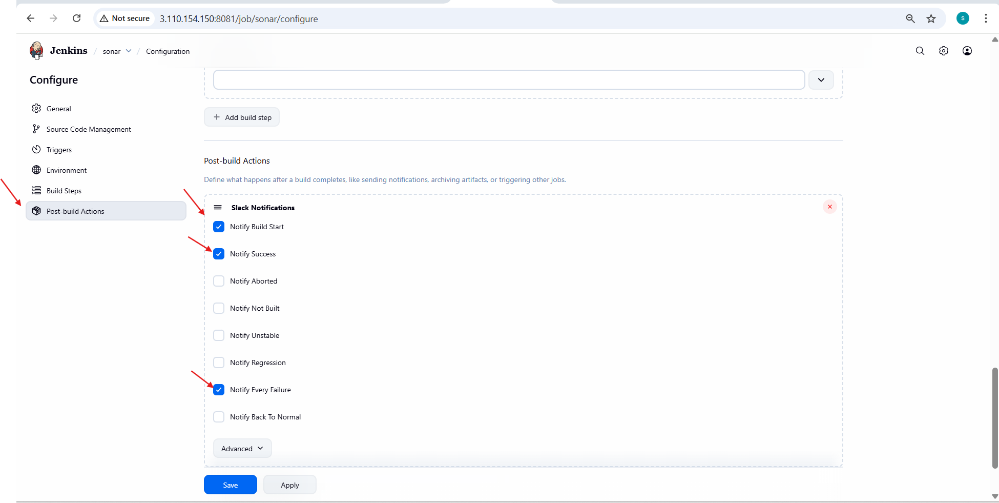 Not secure
3.110.154.150:8081/job/sonar/configure
S
Jenkins / sonar / Configuration
Configure
General
Source Code Management
Triggers
Environment
Build Steps
Post-build Actions
+ Add build step
Post-build Actions
Define what happens after a build completes, like sending notifications, archiving artifacts, or triggering other jobs.
Slack Notifications
Notify Build Start
Notify Success
Notify Aborted
Notify Not Built
Notify Unstable
Notify Regression
Notify Every Failure
Notify Back To Normal
Advanced
Save
Apply